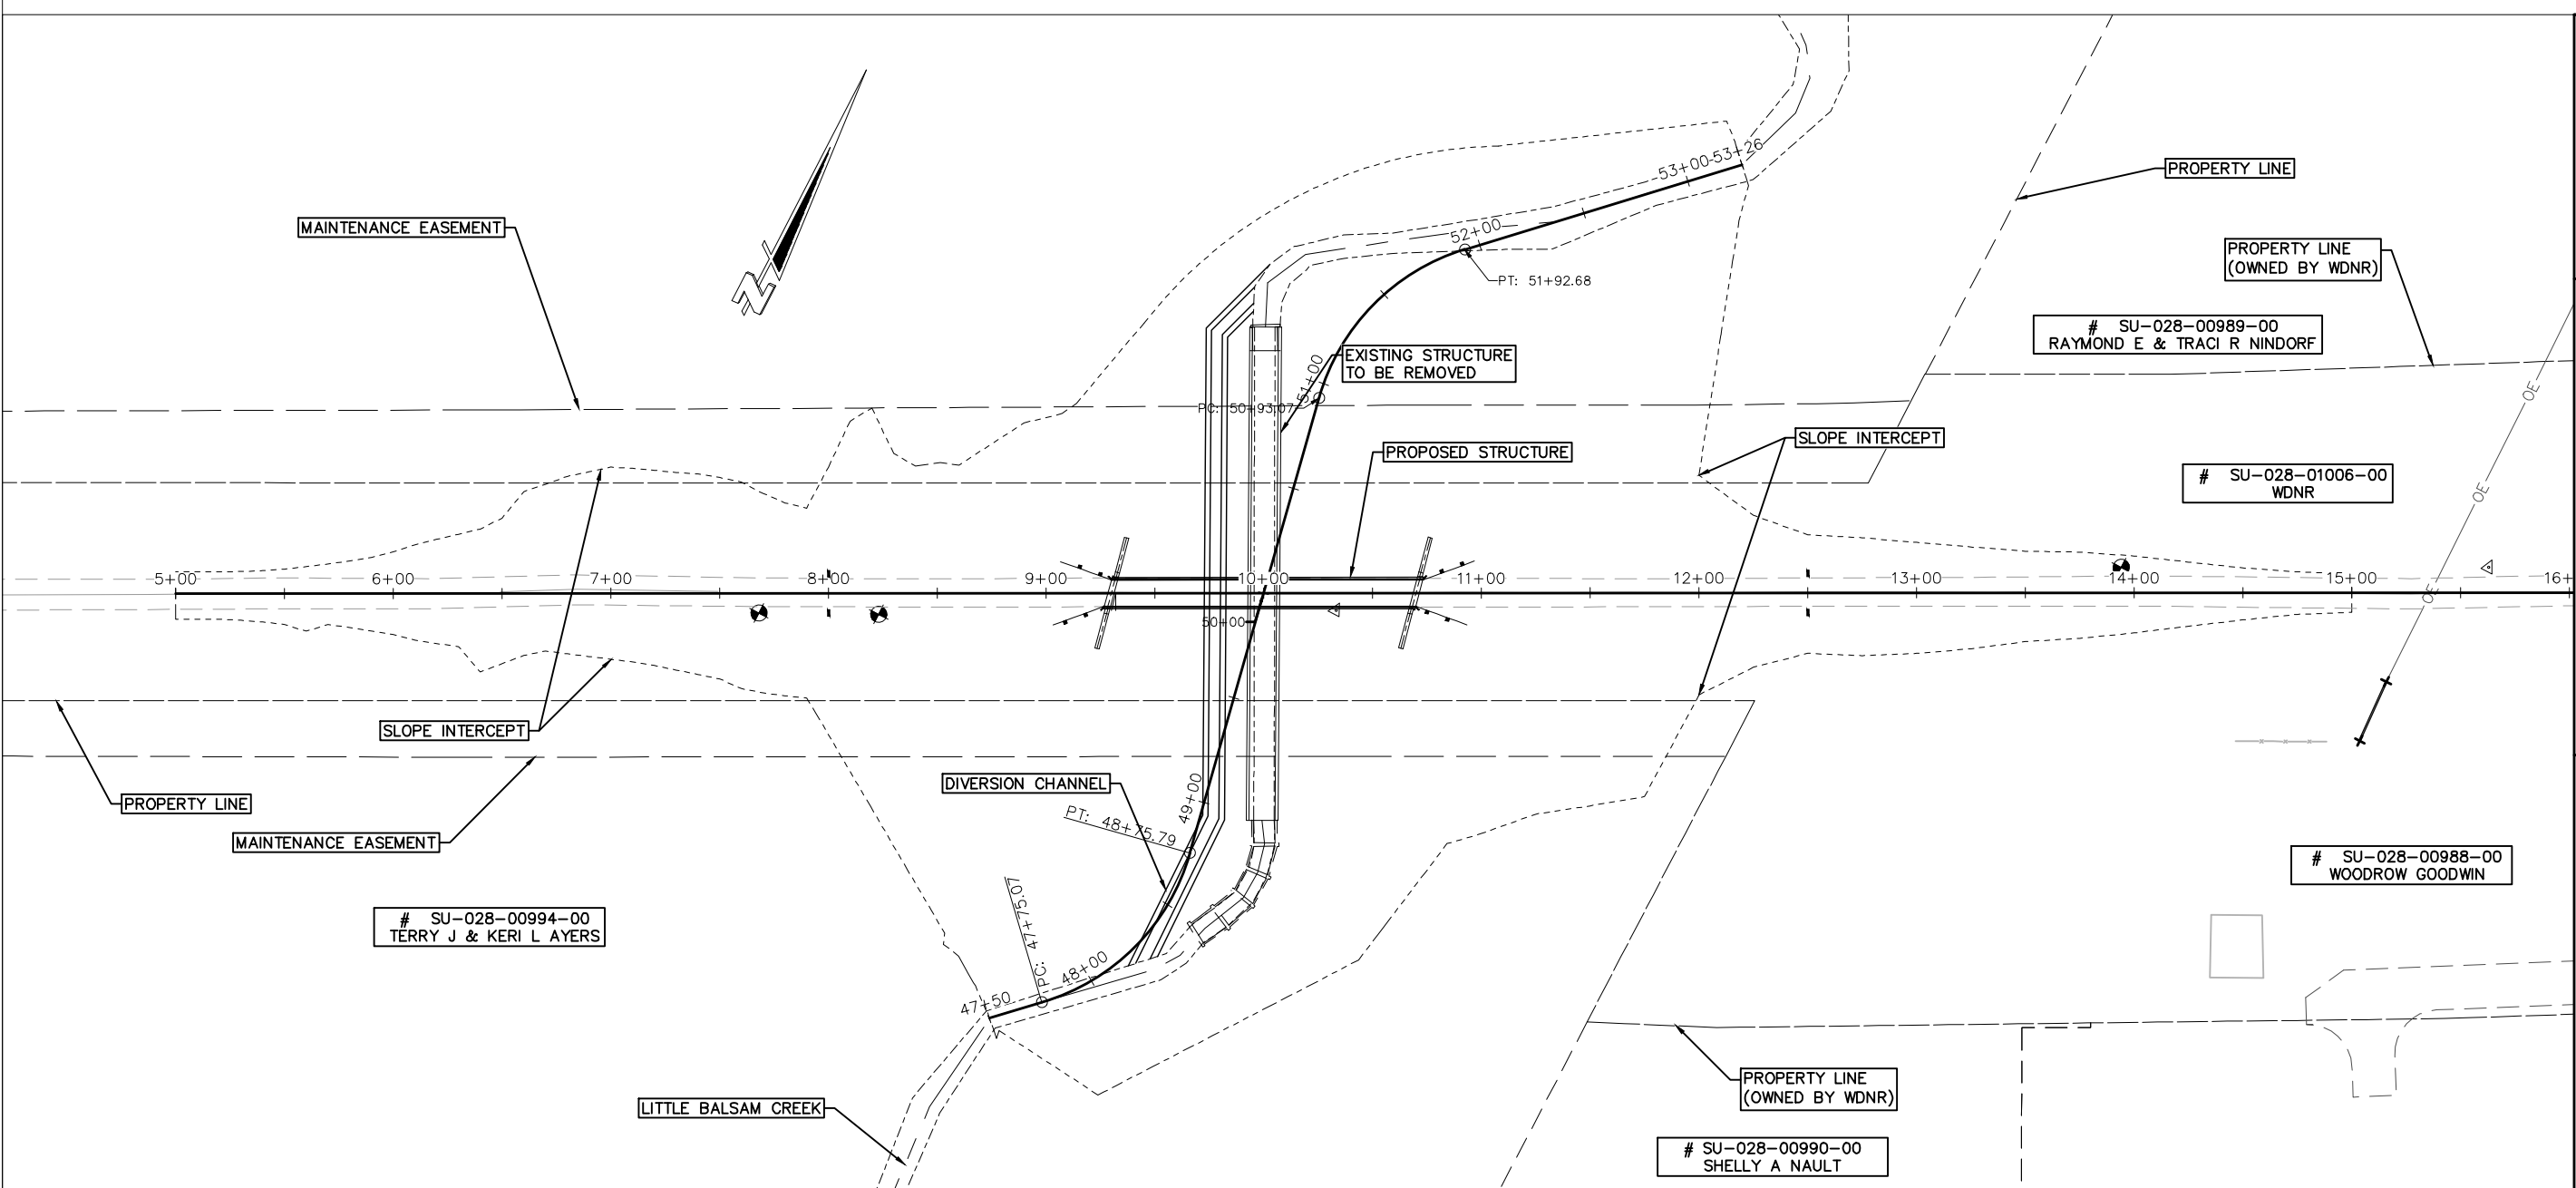 53+00
53+26
PROPERTY LINE
MAINTENANCE EASEMENT
52+00
PROPERTY LINE
(OWNED BY WDNR)
N
PT: 51+92.68
# SU-028-00989-00
RAYMOND E & TRACI R NINDORF
EXISTING STRUCTURE
TO BE REMOVED
51+00
PC: 50+93.07
OE
SLOPE INTERCEPT
PROPOSED STRUCTURE
# SU-028-01006-00
WDNR
OE
5+00
6+00
7+00
8+00
9+00
10+00
11+00
12+00
13+00
14+00
15+00
16+
OE
50+00
SLOPE INTERCEPT
DIVERSION CHANNEL
49+00
PROPERTY LINE
PT: 48+75.79
MAINTENANCE EASEMENT
# SU-028-00988-00
WOODROW GOODWIN
PC: 47+75.07
# SU-028-00994-00
TERRY J & KERI L AYERS
48+00
47+50
PROPERTY LINE
(OWNED BY WDNR)
LITTLE BALSAM CREEK
# SU-028-00990-00
SHELLY A NAULT